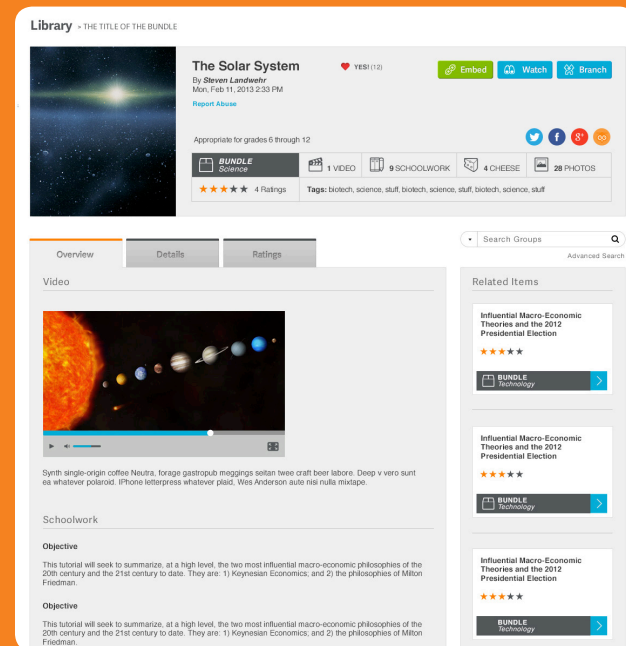 Library » THE TITLE OF THE BUNDLE
The Solar System
YES! (12)
Embed
Watch
Branch
By Steven Landwehr
Mon, Feb 11, 2013 2:33 PM
Report Abuse
Appropriate for grades 6 through 12
BUNDLE
Science
1 VIDEO
9 SCHOOLWORK
4 CHEESE
28 PHOTOS
4 Ratings
Tags: biotech, science, stuff, biotech, science, stuff, biotech, science, stuff
Overview
Details
Ratings
Search Groups
Advanced Search
Video
Synth single-origin coffee Neutra, forage gastropub meggings seitan twee craft beer labore. Deep v vero sunt
ea whatever polaroid. IPhone letterpress whatever plaid, Wes Anderson aute nisi nulla mixtape.
Schoolwork
Objective
This tutorial will seek to summarize, at a high level, the two most influential macro-economic philosophies of the
20th century and the 21st century to date. They are: 1) Keynesian Economics; and 2) the philosophies of Milton
Friedman.
Objective
This tutorial will seek to summarize, at a high level, the two most influential macro-economic philosophies of the
20th century and the 21st century to date. They are: 1) Keynesian Economics; and 2) the philosophies of Milton
Friedman.
Related Items
Influential Macro-Economic
Theories and the 2012
Presidential Election
BUNDLE
Technology
Influential Macro-Economic
Theories and the 2012
Presidential Election
BUNDLE
Technology
Influential Macro-Economic
Theories and the 2012
Presidential Election
BUNDLE
Technology